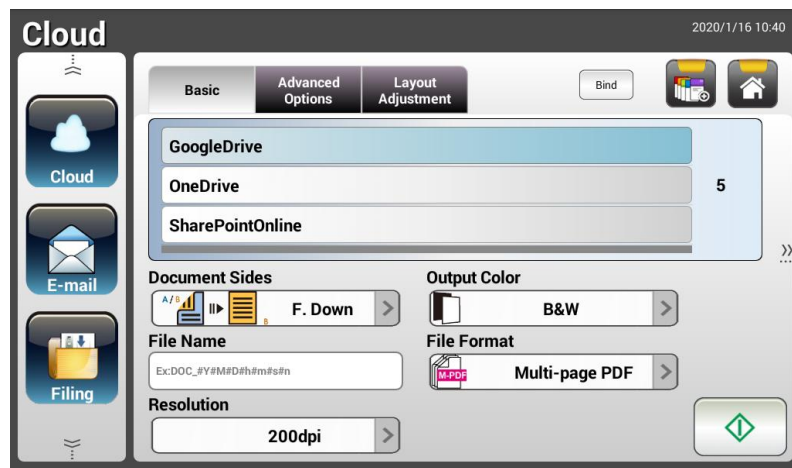 Cloud
2020/1/16 10:40
Basic
Advanced
Options
Layout
Adjustment
Bind
Cloud
E-mail
Filing
GoogleDrive
OneDrive
SharePointOnline
5
Document Sides
A/B
B
F. Down
Output Color
B&W
File Name
Ex:DOC_#Y#M#D#h#m#s#n
File Format
M-PDF
Multi-page PDF
Resolution
200dpi